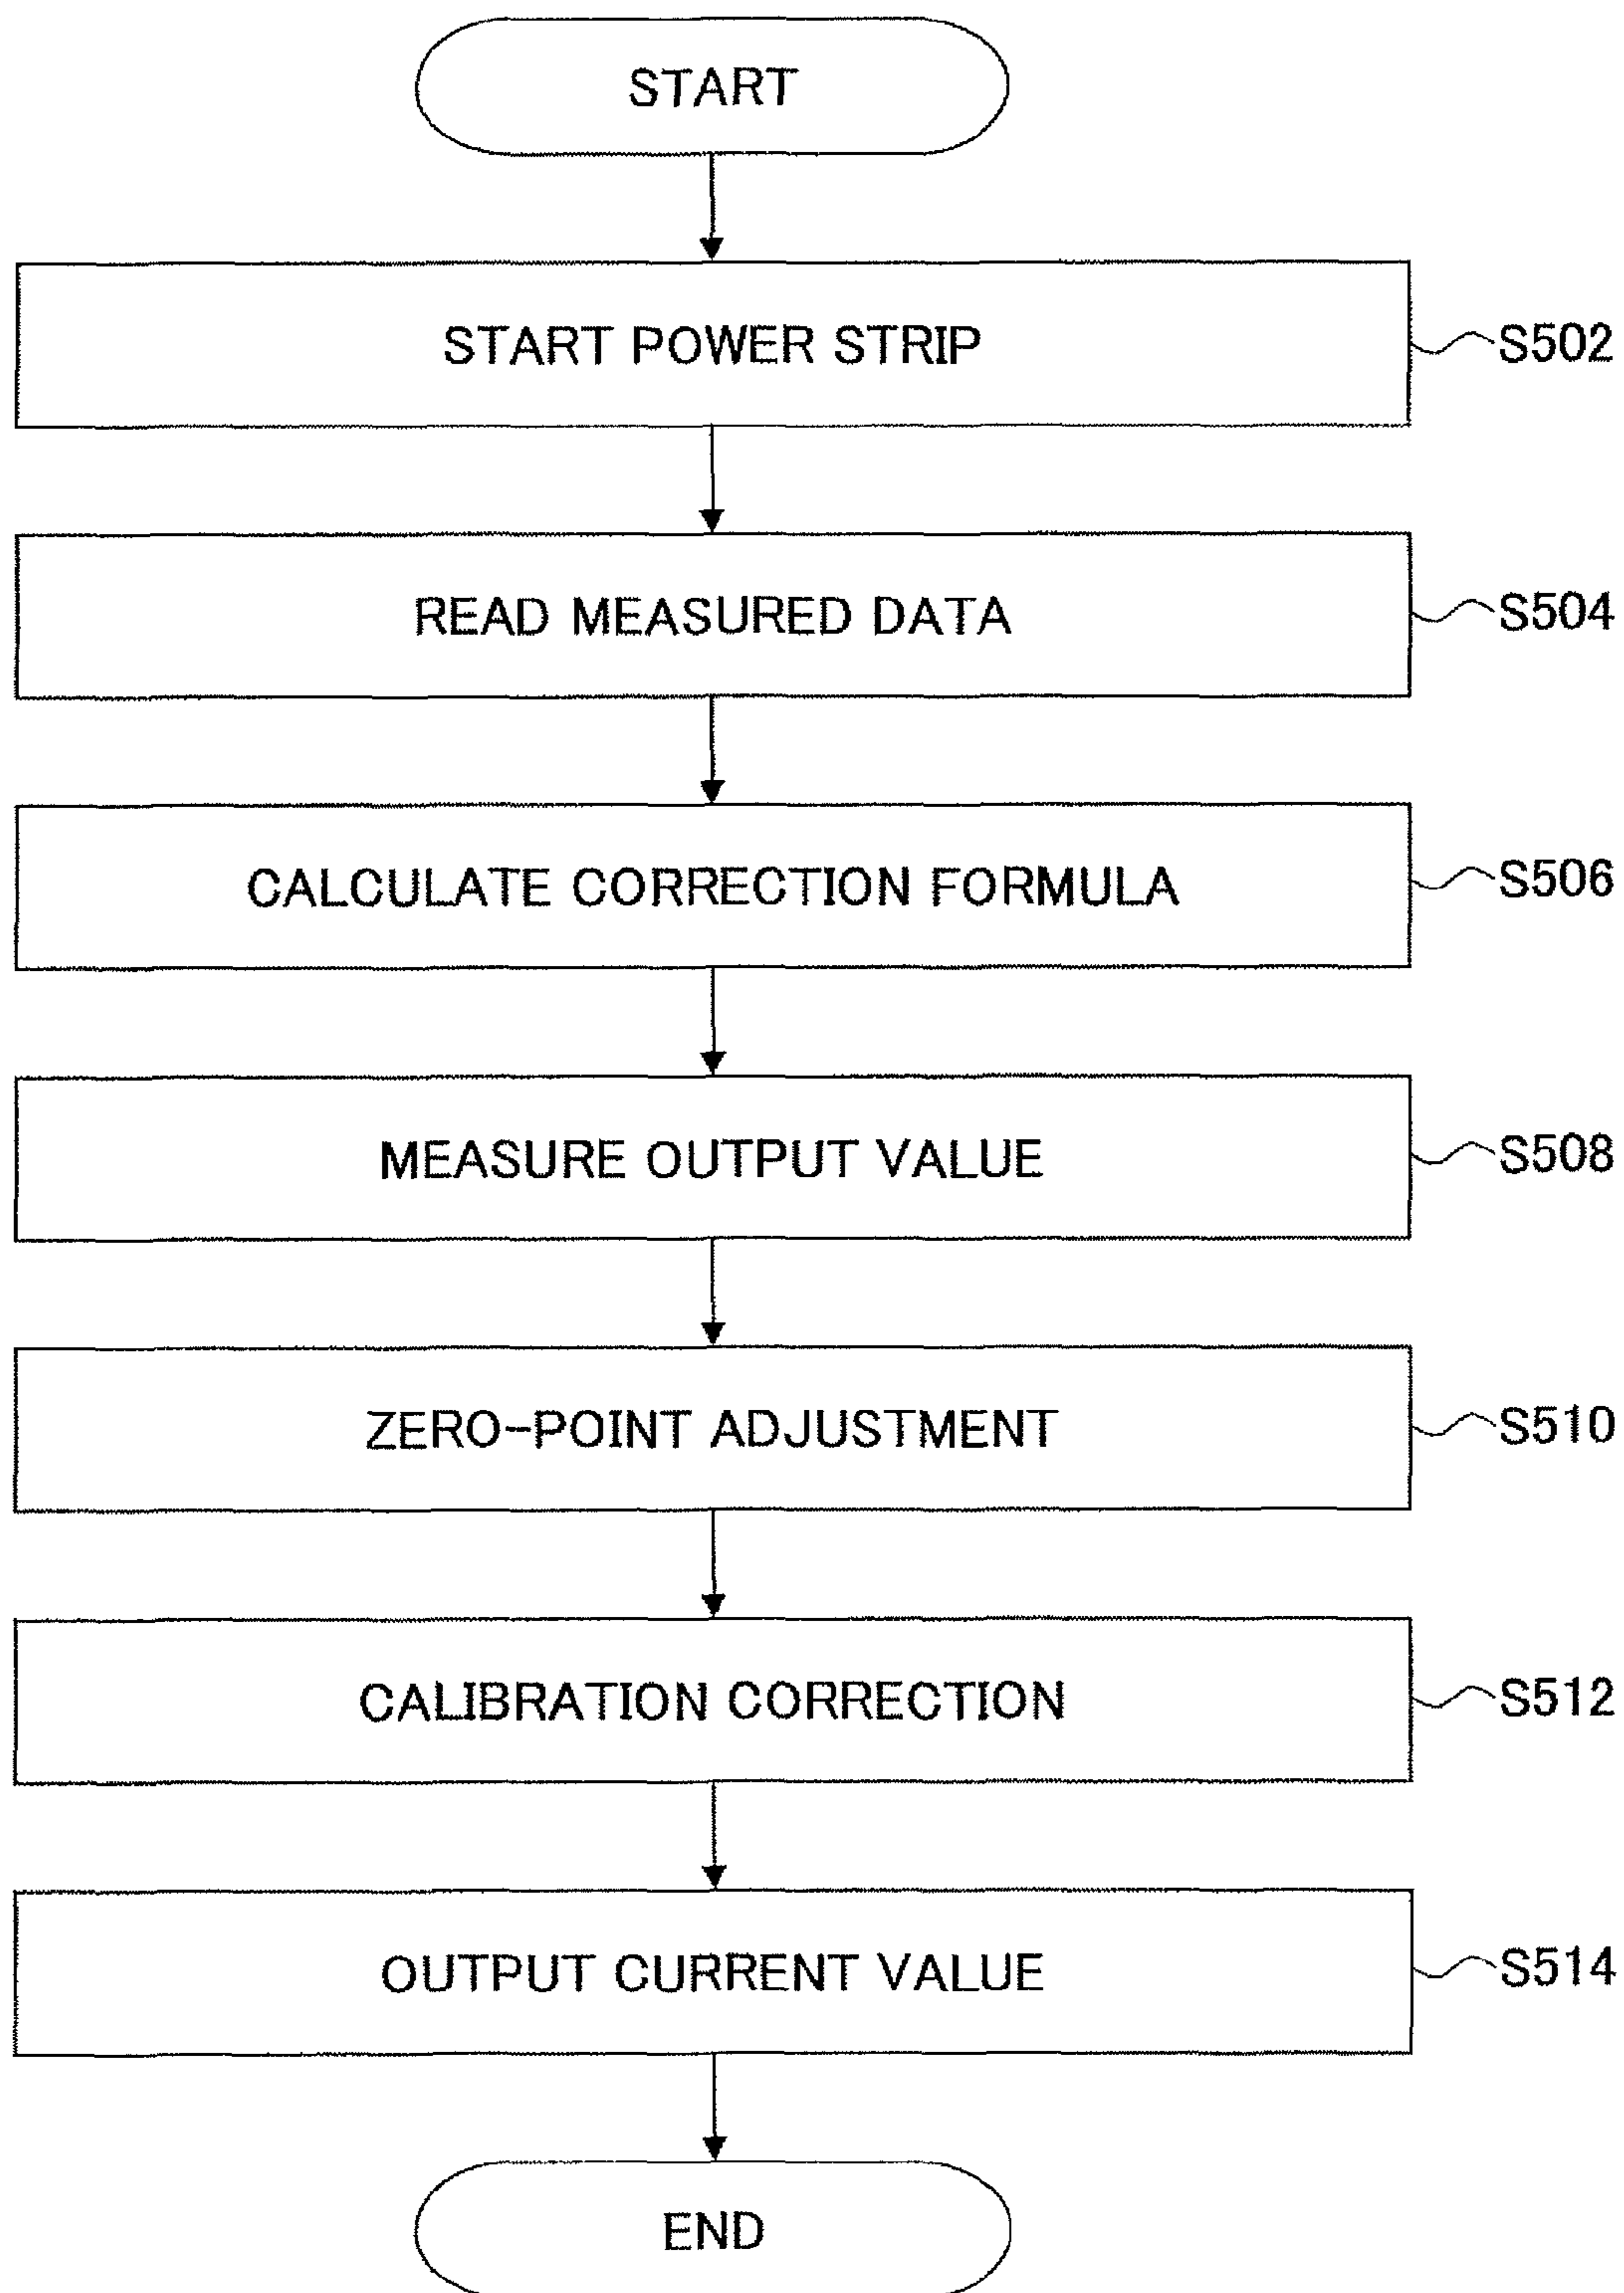 START
START POWER STRIP
S502
READ MEASURED DATA
S504
CALCULATE CORRECTION FORMULA
S506
MEASURE OUTPUT VALUE
S508
ZERO-POINT ADJUSTMENT
S510
CALIBRATION CORRECTION
S512
OUTPUT CURRENT VALUE
S514
END